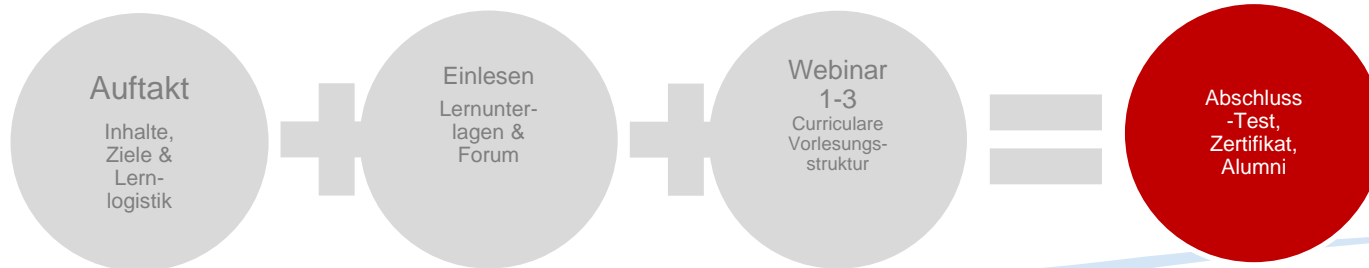 Auftakt
Inhalte,
Ziele &
Lern-
logistik
Einlesen
Lernunter-
lagen &
Forum
Webinar
1-3
Curriculare
Vorlesungs-
struktur
Abschluss
-Test,
Zertifikat,
Alumni